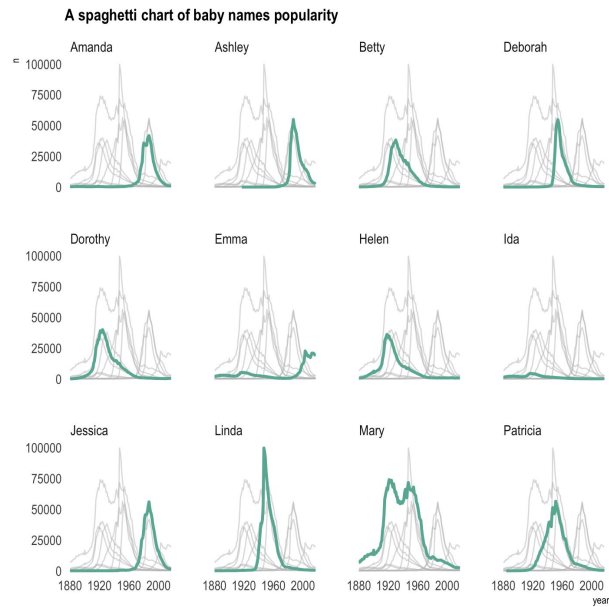 A spaghetti chart of baby names popularity
Amanda Ashley Betty Deborah
n
100000
75000
50000
25000
0
Dorothy Emma Helen Ida
100000
75000
50000
25000
0
Jessica Linda Mary Patricia
100000
75000
50000
25000
0
1880 1920 1960 2000 1880 1920 1960 2000 1880 1920 1960 2000 1880 1920 1960 2000
year